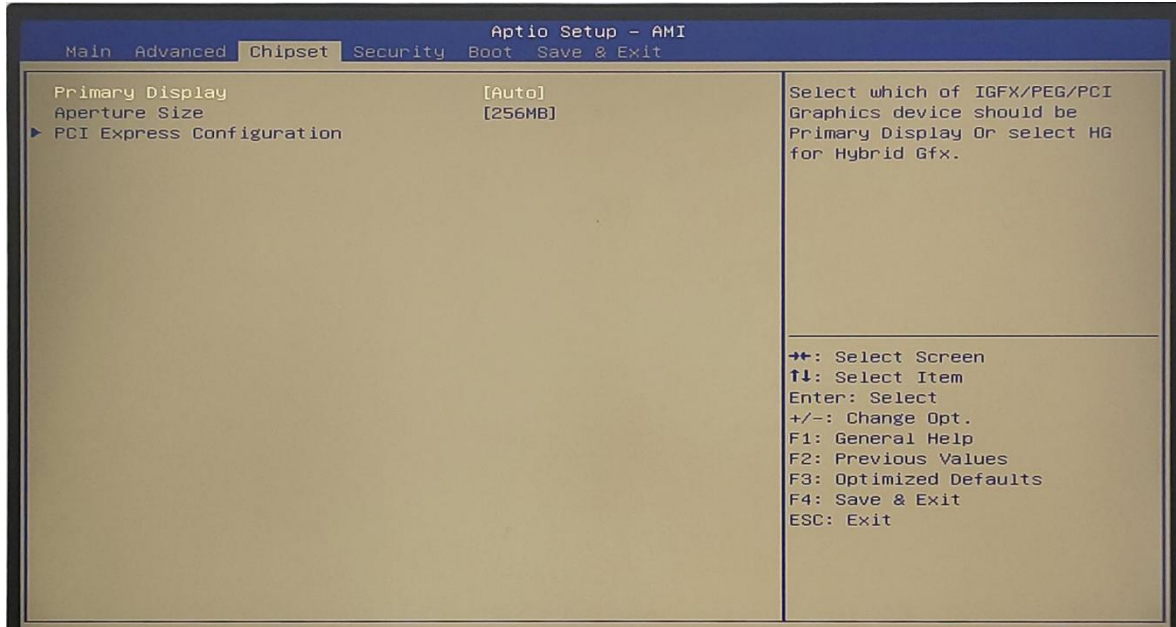 Aptio Setup – AMI
Main Advanced Chipset Security Boot Save & Exit
Primary Display [Auto]
Aperture Size [256MB]
▶ PCI Express Configuration
Select which of IGFX/PEG/PCI
Graphics device should be
Primary Display Or select HG
for Hybrid Gfx.
→←: Select Screen
↑↓: Select Item
Enter: Select
+/-: Change Opt.
F1: General Help
F2: Previous Values
F3: Optimized Defaults
F4: Save & Exit
ESC: Exit